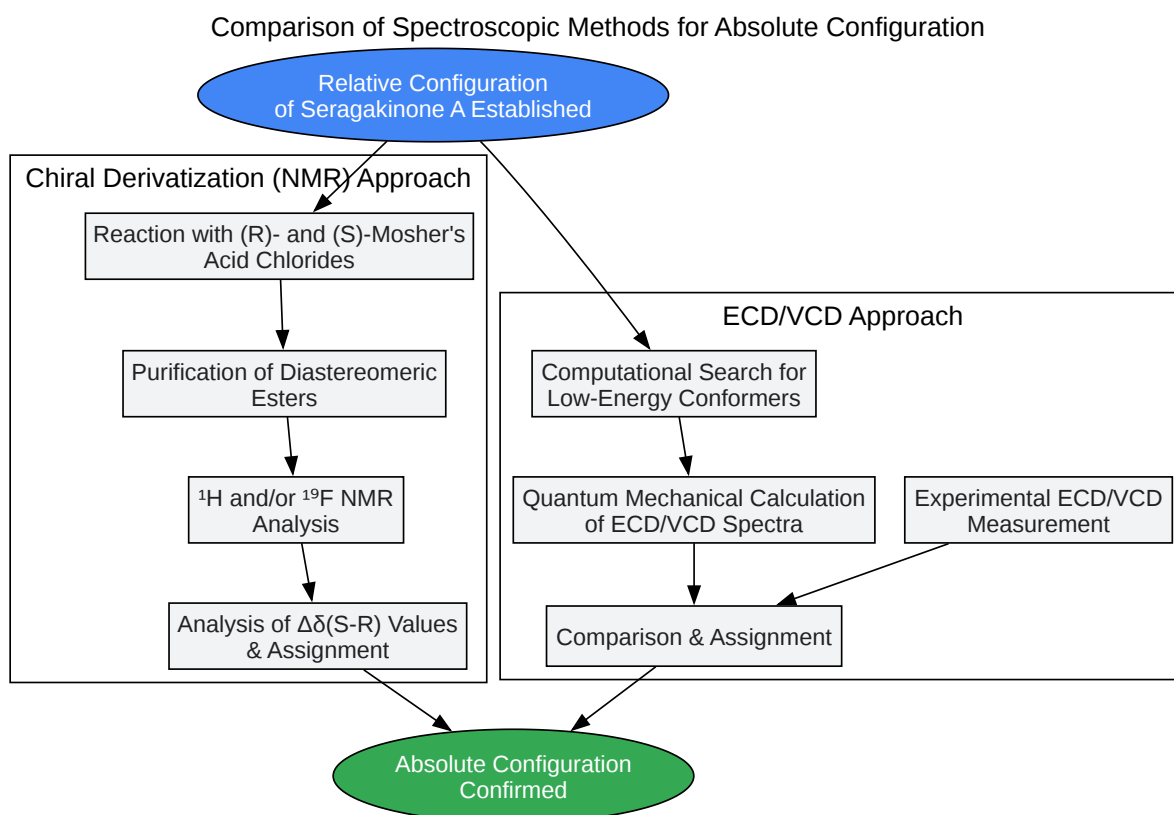 Comparison of Spectroscopic Methods for Absolute Configuration
Relative Configuration
of Seragakinone A Established
Chiral Derivatization (NMR) Approach
Reaction with (R)- and (S)-Mosher's
Acid Chlorides
Purification of Diastereomeric
Esters
¹H and/or ¹⁹F NMR
Analysis
Analysis of Δδ(S-R) Values
& Assignment
ECD/VCD Approach
Computational Search for
Low-Energy Conformers
Quantum Mechanical Calculation
of ECD/VCD Spectra
Experimental ECD/VCD
Measurement
Comparison & Assignment
Absolute Configuration
Confirmed